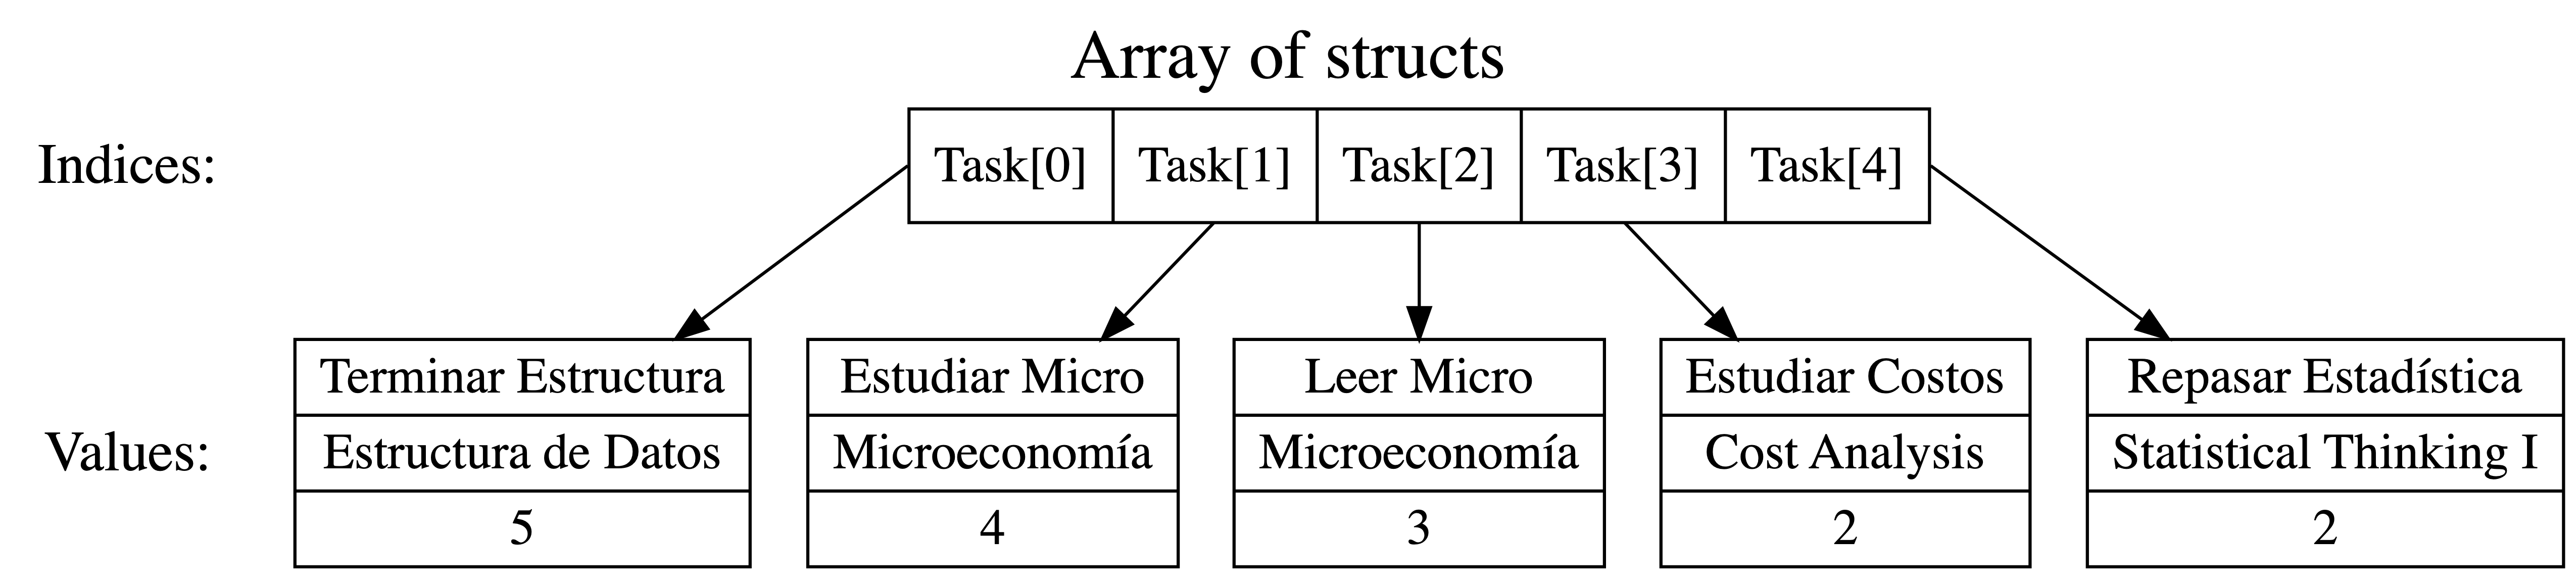 Array of structs
Indices:
Task[0] Task[1] Task[2] Task[3] Task[4]
Values:
Terminar Estructura
Estructura de Datos
5
Estudiar Micro
Microeconomía
4
Leer Micro
Microeconomía
3
Estudiar Costos
Cost Analysis
2
Repasar Estadística
Statistical Thinking I
2